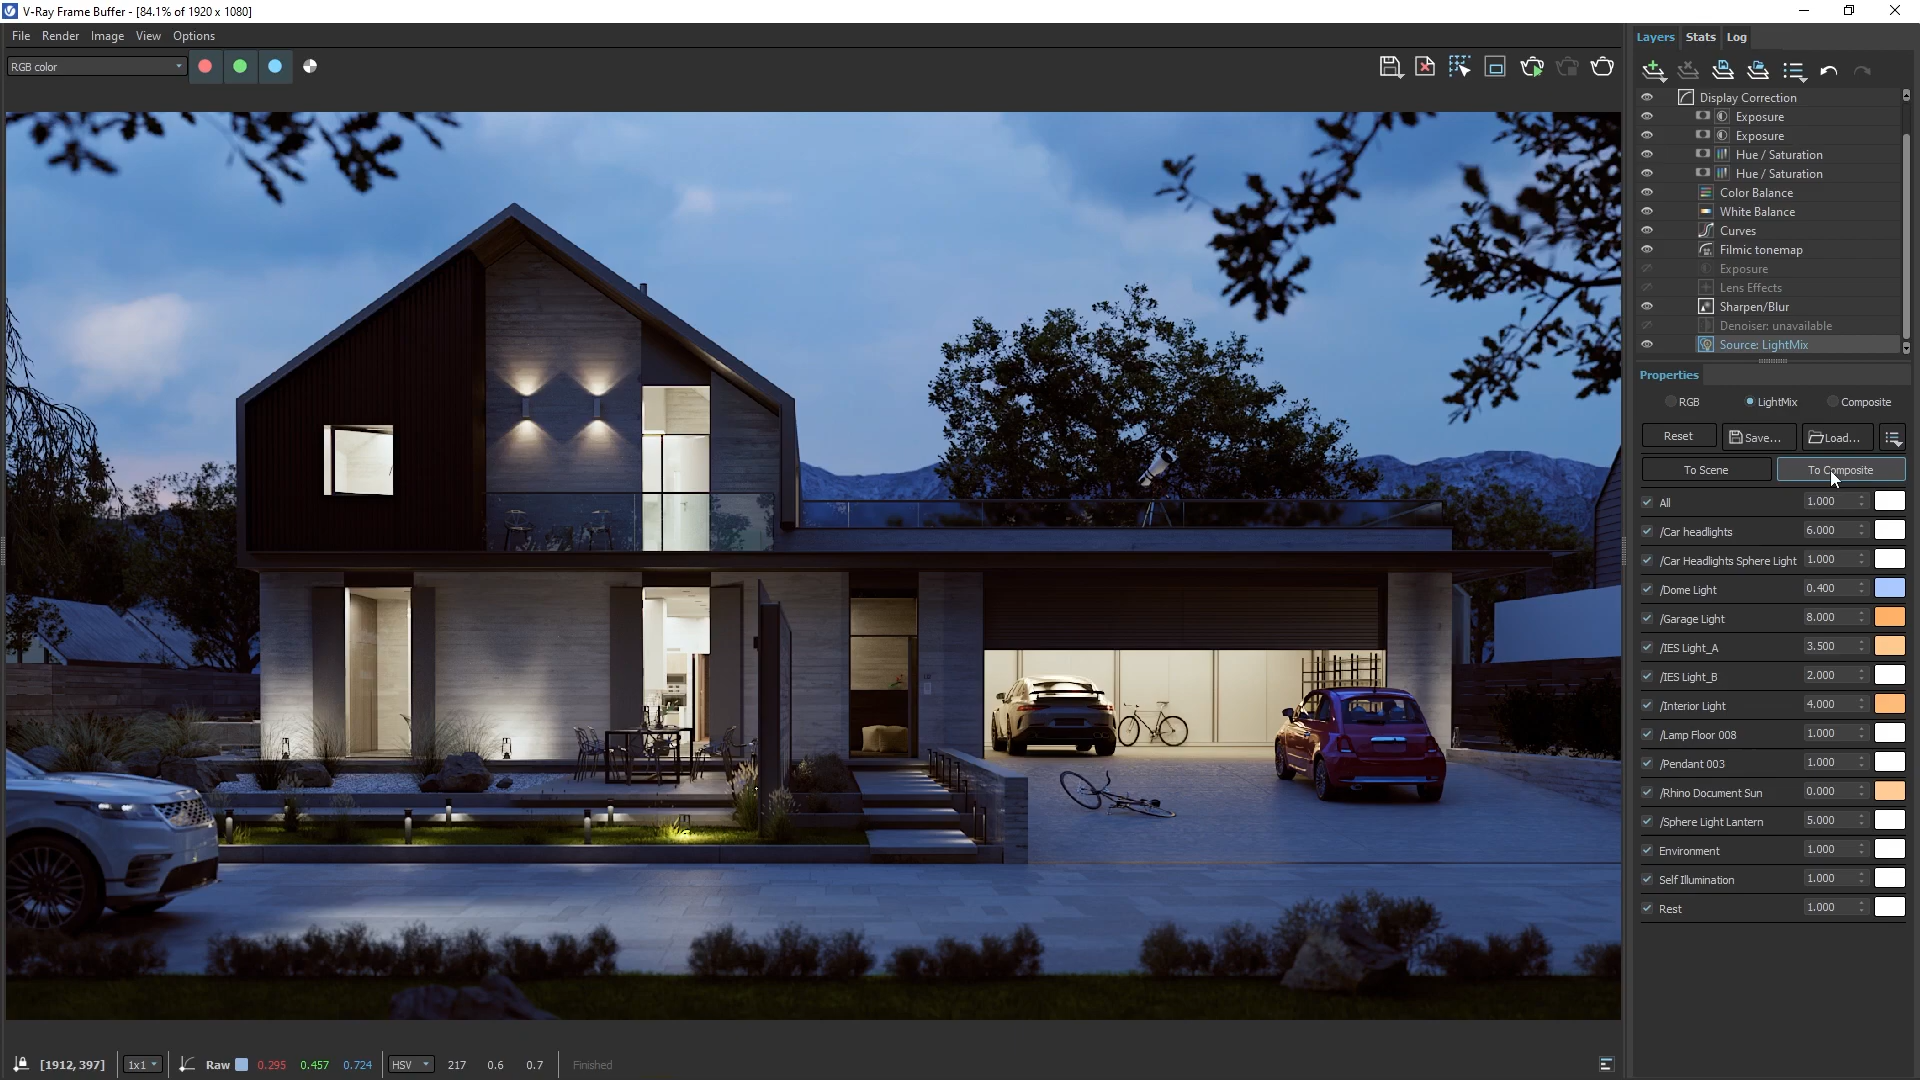 V-Ray Frame Buffer - [84.1% of 1920 x 1080]
File Render Image View Options
RGB color
Layers Stats Log
Display Correction
Exposure
Exposure
Hue / Saturation
Hue / Saturation
Color Balance
White Balance
Curves
Filmic tonemap
Exposure
Lens Effects
Sharpen/Blur
Denoiser: unavailable
Source: LightMix
Properties
RGB LightMix Composite
Reset Save... Load...
To Scene To Composite
All 1.000
/Car headlights 6.000
/Car Headlights Sphere Light 1.000
/Dome Light 0.400
/Garage Light 8.000
/IES Light_A 3.500
/IES Light_B 2.000
/Interior Light 4.000
/Lamp Floor 008 1.000
/Pendant 003 1.000
/Rhino Document Sun 0.000
/Sphere Light Lantern 5.000
Environment 1.000
Self Illumination 1.000
Rest 1.000
[1912, 397] 1x1 Raw 0.295 0.457 0.724 HSV 217 0.6 0.7 Finished